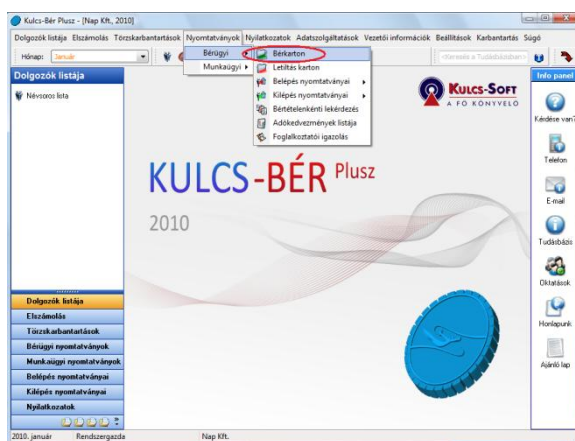 Kulcs-Bér Plusz - [Nap Kft., 2010]
Dolgozók listája Elszámolás Törzskarbantartások Nyomtatványok Nyilatkozatok Adatszolgáltatások Vezetői információk Beállítások Karbantartás Súgó
Hónap: Január
<Keresés a Tudásbázisban>
Bérügyi
Munkaügyi
Bérkarton
Letiltás karton
Belépés nyomtatványai
Kilépés nyomtatványai
Bértételenkénti lekérdezés
Adókedvezmények listája
Foglalkoztatói igazolás
Dolgozók listája
Névsoros lista
Dolgozók listája
Elszámolás
Törzskarbantartások
Bérügyi nyomtatványok
Munkaügyi nyomtatványok
Belépés nyomtatványai
Kilépés nyomtatványai
Nyilatkozatok
KULCS-SOFT
A FŐ KÖNYVELŐ
KULCS-BÉR Plusz
2010
Info panel
Kérdése van?
Telefon
E-mail
Tudásbázis
Oktatások
Honlapunk
Ajánló lap
2010. január Rendszergazda Nap Kft.